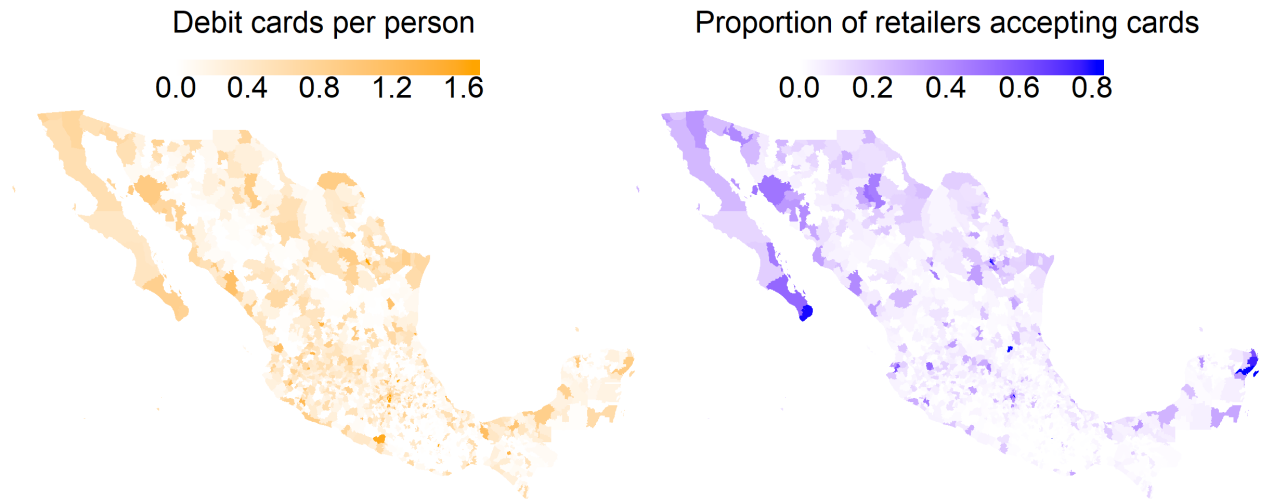 Debit cards per person
0.0 0.4 0.8 1.2 1.6
Proportion of retailers accepting cards
0.0 0.2 0.4 0.6 0.8